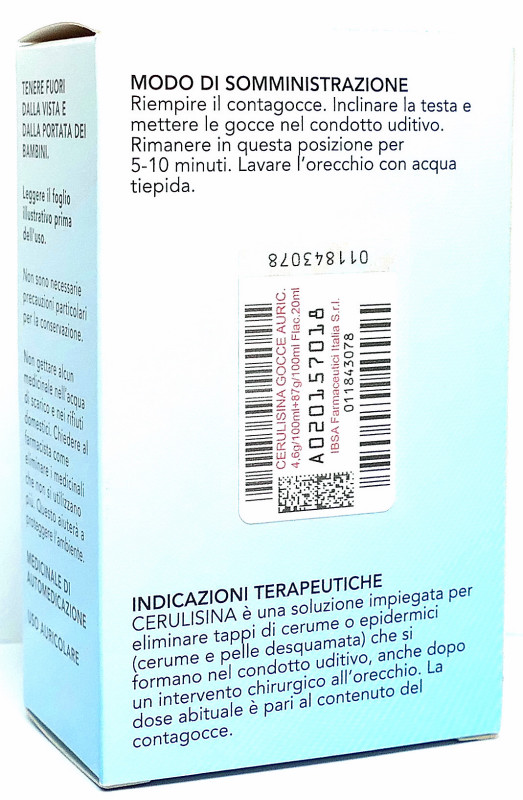 TENERE FUORI
DALLA VISTA E
DALLA PORTATA DEI
BAMBINI.
Leggere il foglio
illustrativo prima
dell'uso.
Non sono necessarie
precauzioni particolari
per la conservazione.
Non gettare alcun
medicinale nell'acqua
di scarico e nei rifiuti
domestici. Chiedere al
farmacista come
eliminare i medicinali
che non si utilizzano
più. Questo aiuterà a
proteggere l'ambiente.
MEDICINALE DI
AUTOMEDICAZIONE
USO AURICOLARE
MODO DI SOMMINISTRAZIONE
Riempire il contagocce. Inclinare la testa e
mettere le gocce nel condotto uditivo.
Rimanere in questa posizione per
5-10 minuti. Lavare l'orecchio con acqua
tiepida.
011843078
CERULISINA GOCCE AURIC.
4,6g/100ml+87g/100ml Flac.20ml
A020157018
IBSA Farmaceutici Italia S.r.l.
011843078
INDICAZIONI TERAPEUTICHE
CERULISINA è una soluzione impiegata per
eliminare tappi di cerume o epidermici
(cerume e pelle desquamata) che si
formano nel condotto uditivo, anche dopo
un intervento chirurgico all'orecchio. La
dose abituale è pari al contenuto del
contagocce.